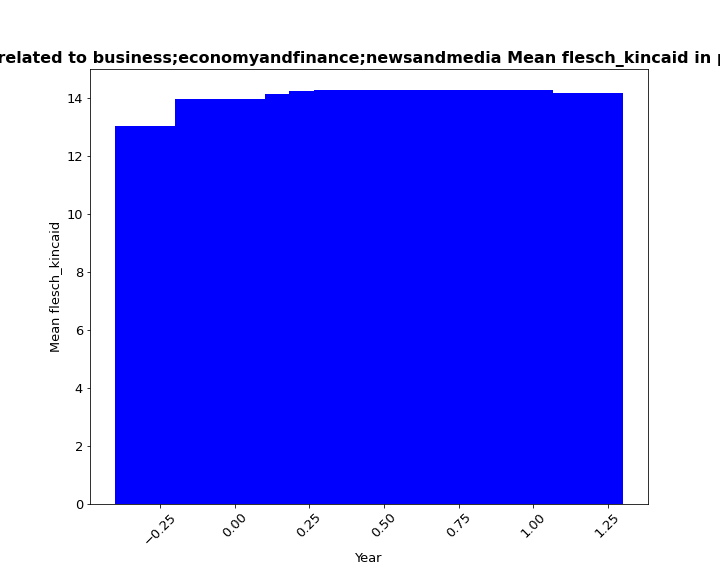 related to business;economyandfinance;newsandmedia Mean flesch_kincaid in
14
12
10
8
6
4
2
0
Mean flesch_kincaid
−0.25 0.00 0.25 0.50 0.75 1.00 1.25
Year